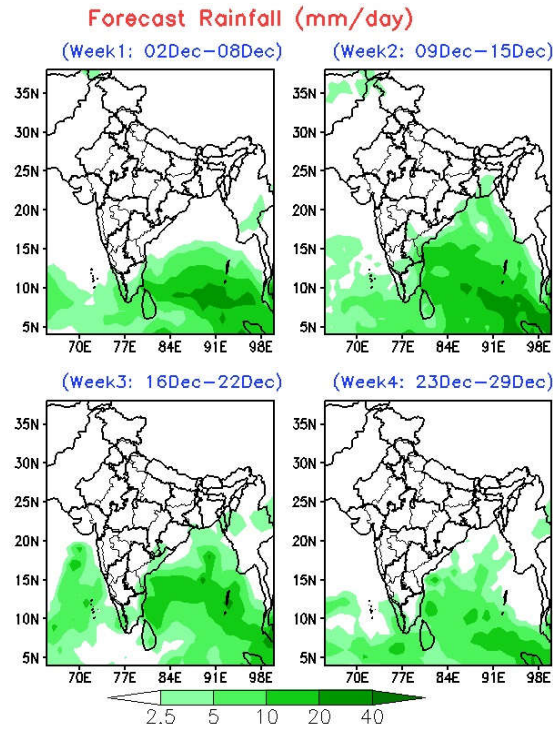 Forecast Rainfall (mm/day)
(Week1: 02Dec–08Dec)
(Week2: 09Dec–15Dec)
35N
30N
25N
20N
15N
10N
5N
70E 77E 84E 91E 98E
35N
30N
25N
20N
15N
10N
5N
70E 77E 84E 91E 98E
(Week3: 16Dec–22Dec)
(Week4: 23Dec–29Dec)
35N
30N
25N
20N
15N
10N
5N
70E 77E 84E 91E 98E
35N
30N
25N
20N
15N
10N
5N
70E 77E 84E 91E 98E
2.5 5 10 20 40